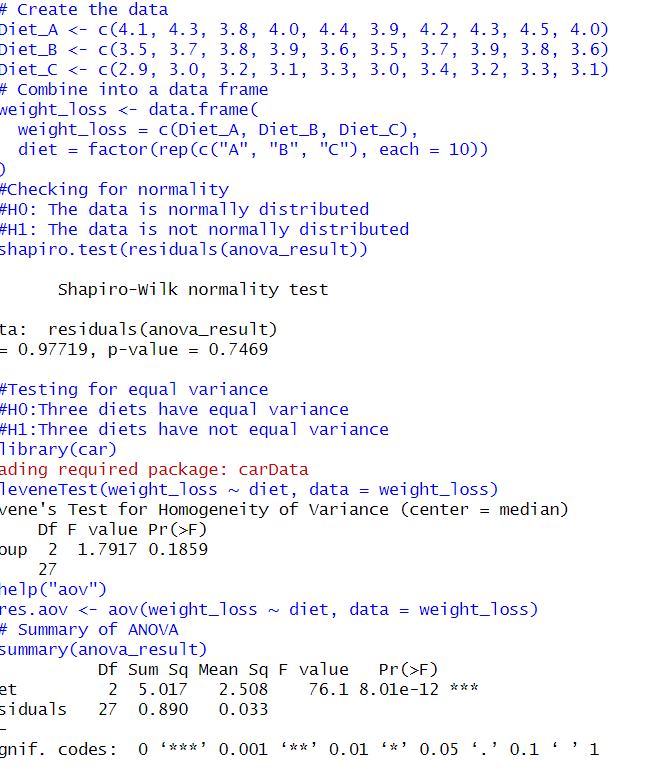 # Create the data
Diet_A <- c(4.1, 4.3, 3.8, 4.0, 4.4, 3.9, 4.2, 4.3, 4.5, 4.0)
Diet_B <- c(3.5, 3.7, 3.8, 3.9, 3.6, 3.5, 3.7, 3.9, 3.8, 3.6)
Diet_C <- c(2.9, 3.0, 3.2, 3.1, 3.3, 3.0, 3.4, 3.2, 3.3, 3.1)
# Combine into a data frame
weight_loss <- data.frame(
  weight_loss = c(Diet_A, Diet_B, Diet_C),
  diet = factor(rep(c("A", "B", "C"), each = 10))
)
#Checking for normality
#H0: The data is normally distributed
#H1: The data is not normally distributed
shapiro.test(residuals(anova_result))
Shapiro-Wilk normality test
ta:  residuals(anova_result)
= 0.97719, p-value = 0.7469
#Testing for equal variance
#H0:Three diets have equal variance
#H1:Three diets have not equal variance
library(car)
ading required package: carData
leveneTest(weight_loss ~ diet, data = weight_loss)
vene's Test for Homogeneity of Variance (center = median)
Df F value Pr(>F)
oup  2  1.7917 0.1859
27
help("aov")
res.aov <- aov(weight_loss ~ diet, data = weight_loss)
# Summary of ANOVA
summary(anova_result)
Df Sum Sq Mean Sq F value   Pr(>F)
et  2  5.017   2.508    76.1 8.01e-12 ***
siduals   27  0.890   0.033
–
gnif. codes:  0 ‘***’ 0.001 ‘**’ 0.01 ‘*’ 0.05 ‘.’ 0.1 ‘ ’ 1